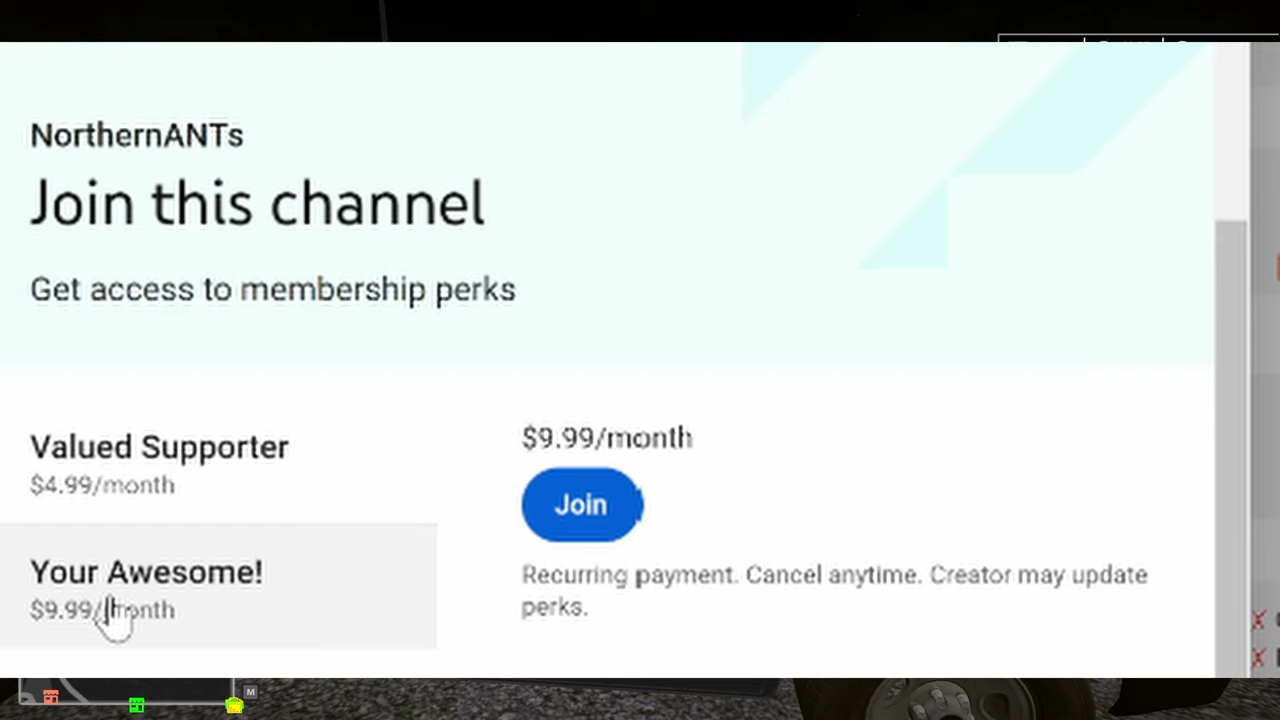 NorthernANTs
Join this channel
Get access to membership perks
Valued Supporter
$4.99/month
$9.99/month
Join
Your Awesome!
$9.99/month
Recurring payment. Cancel anytime. Creator may update
perks.
M